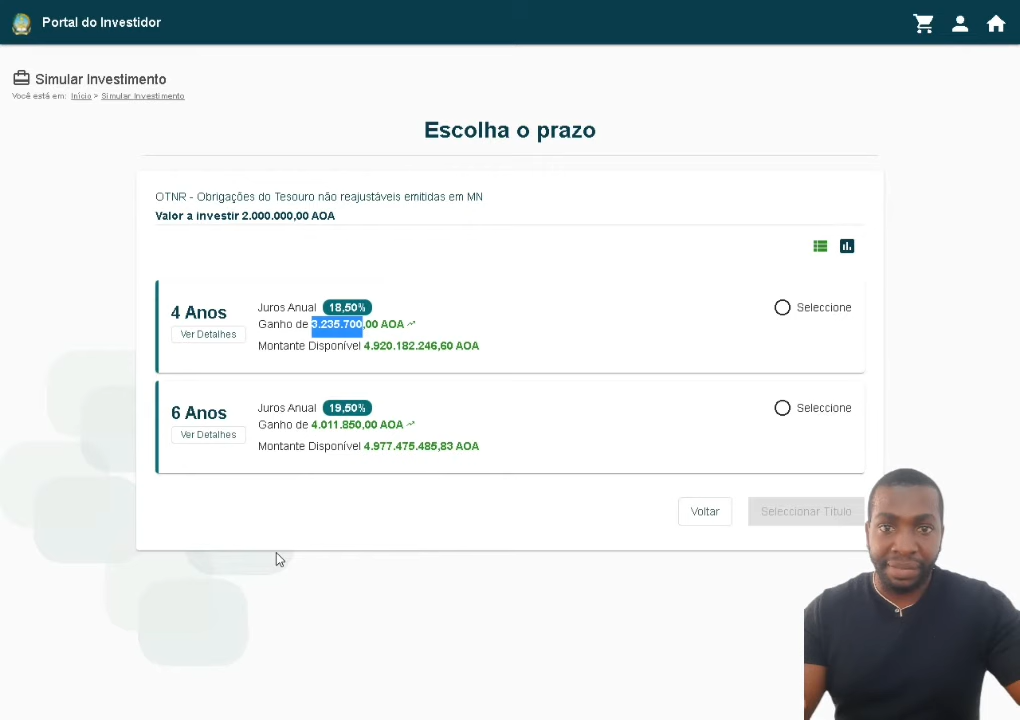 Portal do Investidor
Simular Investimento
Você está em: Início > Simular Investimento
Escolha o prazo
OTNR - Obrigações do Tesouro não reajustáveis emitidas em MN
Valor a investir 2.000.000,00 AOA
4 Anos
Ver Detalhes
Juros Anual 18,50%
Ganho de 3.235.700,00 AOA
Montante Disponível 4.920.182.246,60 AOA
Seleccione
6 Anos
Ver Detalhes
Juros Anual 19,50%
Ganho de 4.011.850,00 AOA
Montante Disponível 4.977.475.485,83 AOA
Seleccione
Voltar
Seleccionar Título